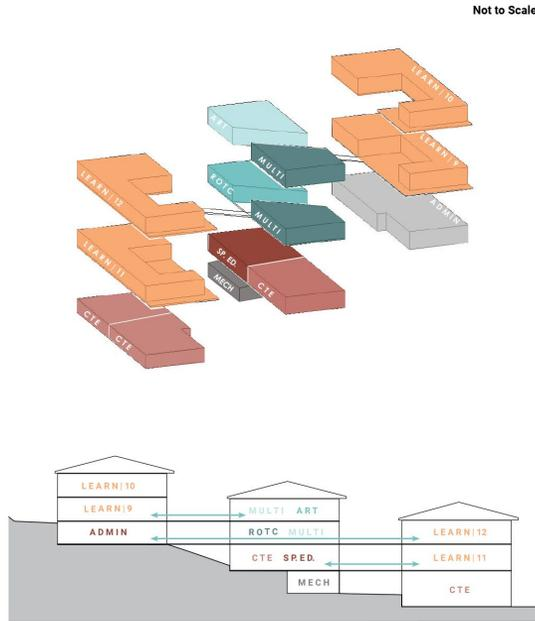 Not to Scale
LEARN|10
ART
LEARN|9
MULTI
ROTC
LEARN|12
ADMIN
MULTI
LEARN|11
SP.ED.
CTE
MECH
CTE
CTE
LEARN|10
LEARN|9
MULTI ART
ADMIN
ROTC MULTI
LEARN|12
CTE SP.ED.
LEARN|11
MECH
CTE